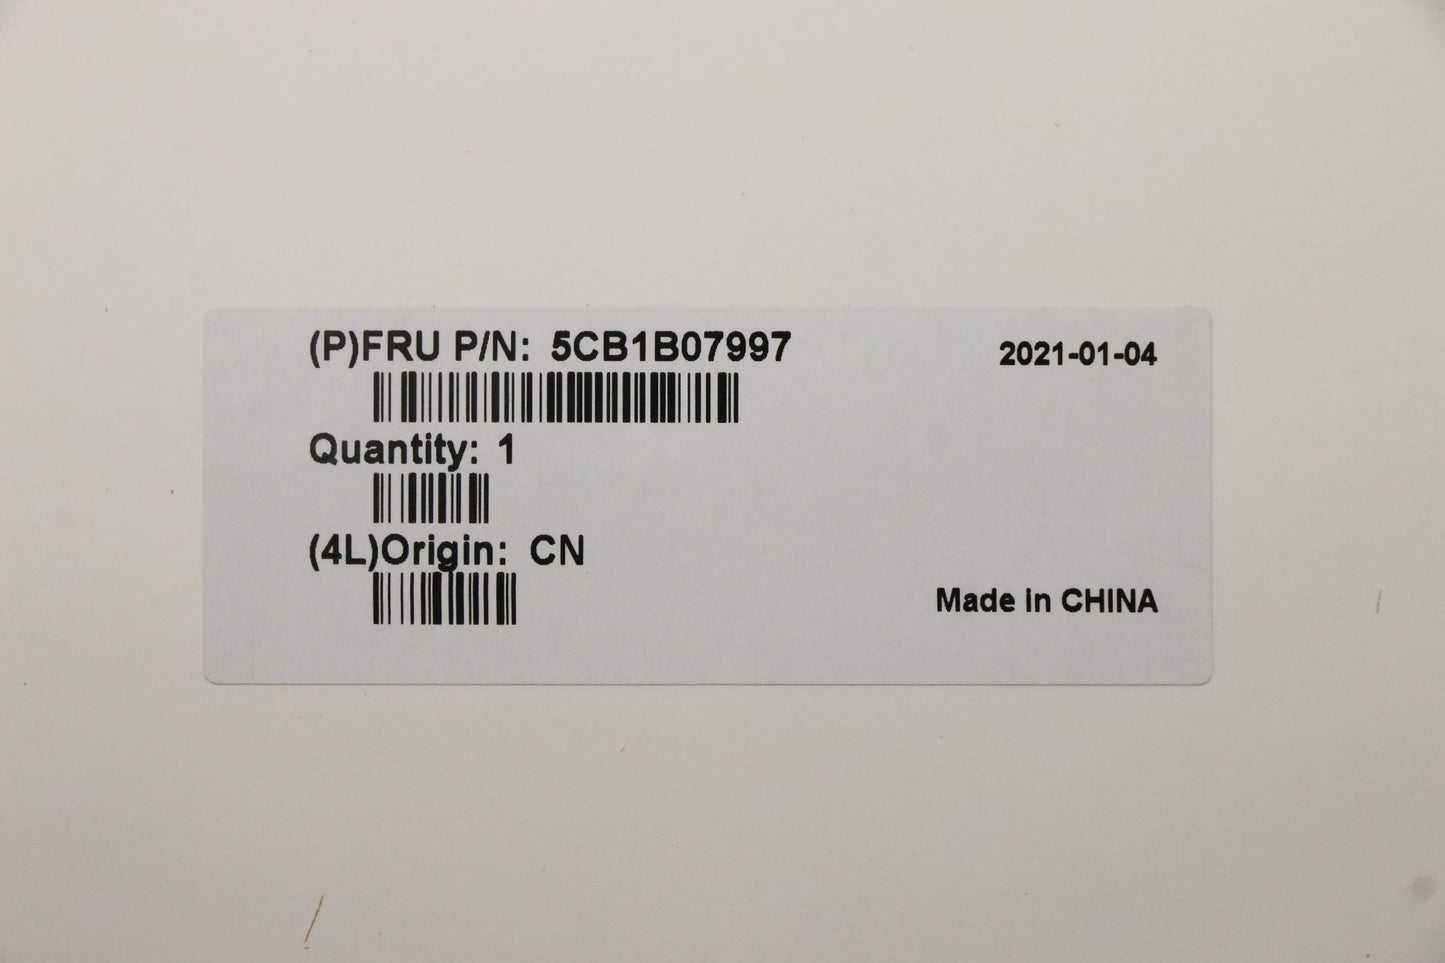 (P)FRU P/N: 5CB1B07997
2021-01-04
Quantity: 1
(4L)Origin: CN
Made in CHINA